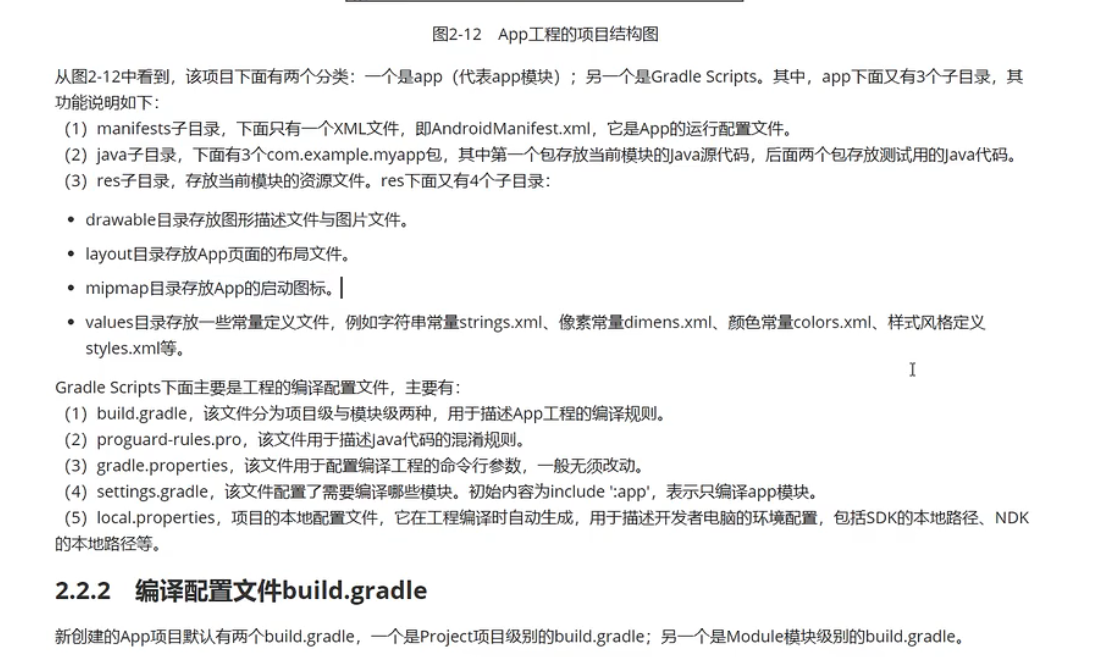 图2-12 App工程的项目结构图
从图2-12中看到，该项目下面有两个分类：一个是app（代表app模块）；另一个是Gradle Scripts。其中，app下面又有3个子目录，其
功能说明如下：
（1）manifests子目录，下面只有一个XML文件，即AndroidManifest.xml，它是App的运行配置文件。
（2）java子目录，下面有3个com.example.myapp包，其中第一个包存放当前模块的Java源代码，后面两个包存放测试用的Java代码。
（3）res子目录，存放当前模块的资源文件。res下面又有4个子目录：
• drawable目录存放图形描述文件与图片文件。
• layout目录存放App页面的布局文件。
• mipmap目录存放App的启动图标。
• values目录存放一些常量定义文件，例如字符串常量strings.xml、像素常量dimens.xml、颜色常量colors.xml、样式风格定义
styles.xml等。
Gradle Scripts下面主要是工程的编译配置文件，主要有：
（1）build.gradle，该文件分为项目级与模块级两种，用于描述App工程的编译规则。
（2）proguard-rules.pro，该文件用于描述Java代码的混淆规则。
（3）gradle.properties，该文件用于配置编译工程的命令行参数，一般无须改动。
（4）settings.gradle，该文件配置了需要编译哪些模块。初始内容为include ':app'，表示只编译app模块。
（5）local.properties，项目的本地配置文件，它在工程编译时自动生成，用于描述开发者电脑的环境配置，包括SDK的本地路径、NDK
的本地路径等。
2.2.2 编译配置文件build.gradle
新创建的App项目默认有两个build.gradle，一个是Project项目级别的build.gradle；另一个是Module模块级别的build.gradle。